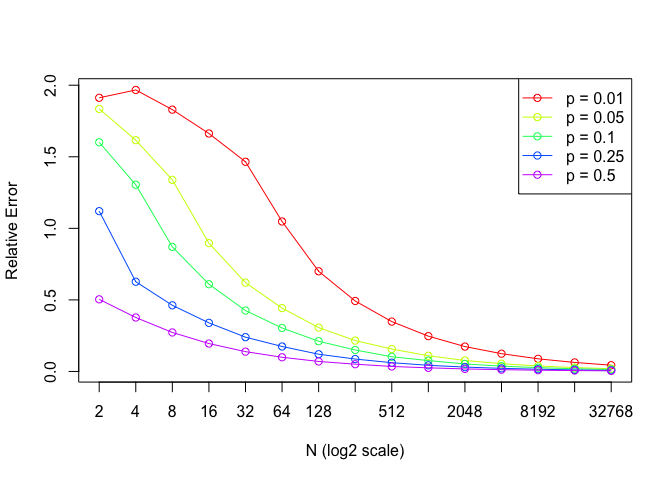 2.0
1.5
1.0
0.5
0.0
Relative Error
p = 0.01
p = 0.05
p = 0.1
p = 0.25
p = 0.5
2 4 8 16 32 64 128 512 2048 8192 32768
N (log2 scale)